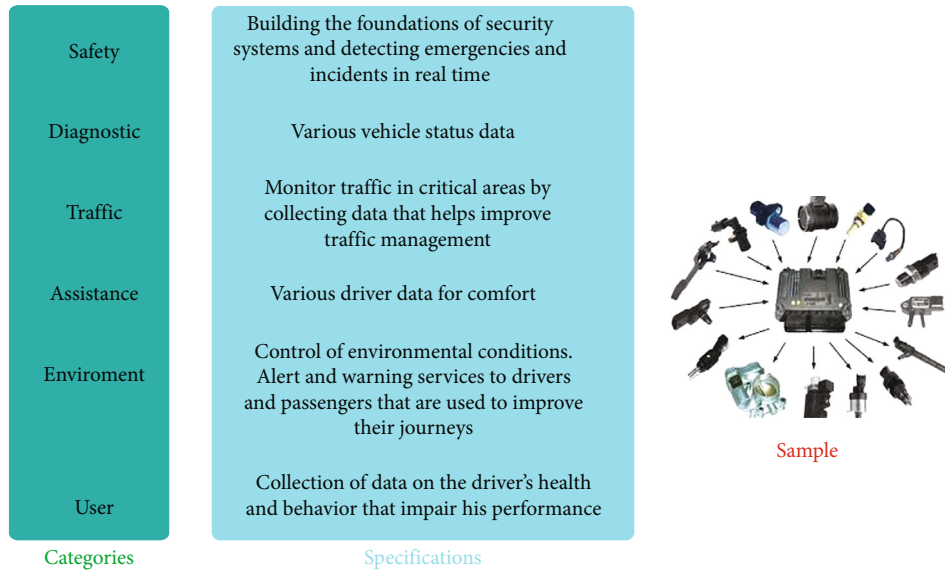 Safety
Building the foundations of security
systems and detecting emergencies and
incidents in real time
Diagnostic
Various vehicle status data
Traffic
Monitor traffic in critical areas by
collecting data that helps improve
traffic management
Assistance
Various driver data for comfort
Enviroment
Control of environmental conditions.
Alert and warning services to drivers
and passengers that are used to improve
their journeys
User
Collection of data on the driver's health
and behavior that impair his performance
Categories
Specifications
Sample